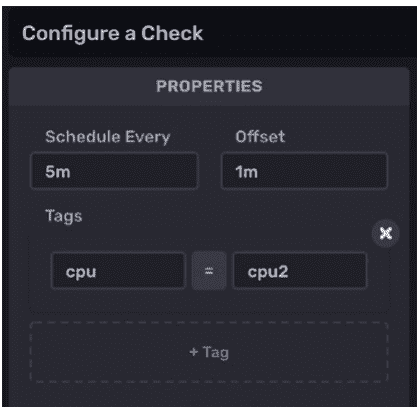 Configure a Check
PROPERTIES
Schedule Every Offset
5m 1m
Tags
cpu = cpu2
+ Tag